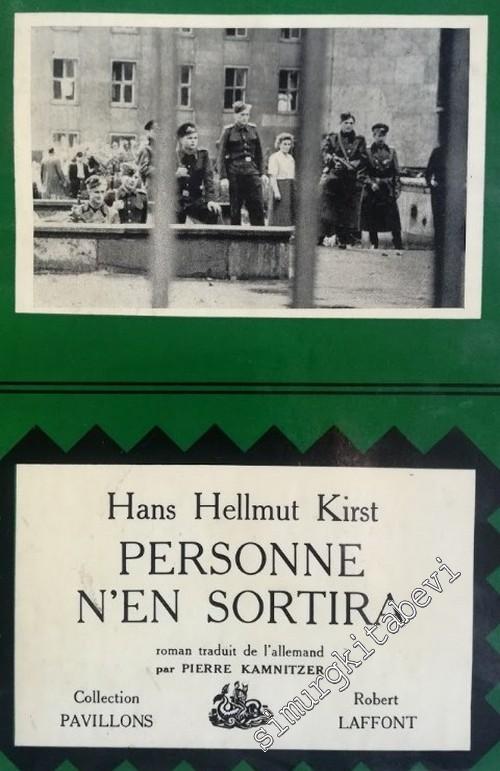 Hans Hellmut Kirst
PERSONNE
N'EN SORTIRA
roman traduit de l'allemand
par PIERRE KAMNITZER
Collection
PAVILLONS
Robert
LAFFONT
simurgkitabevi